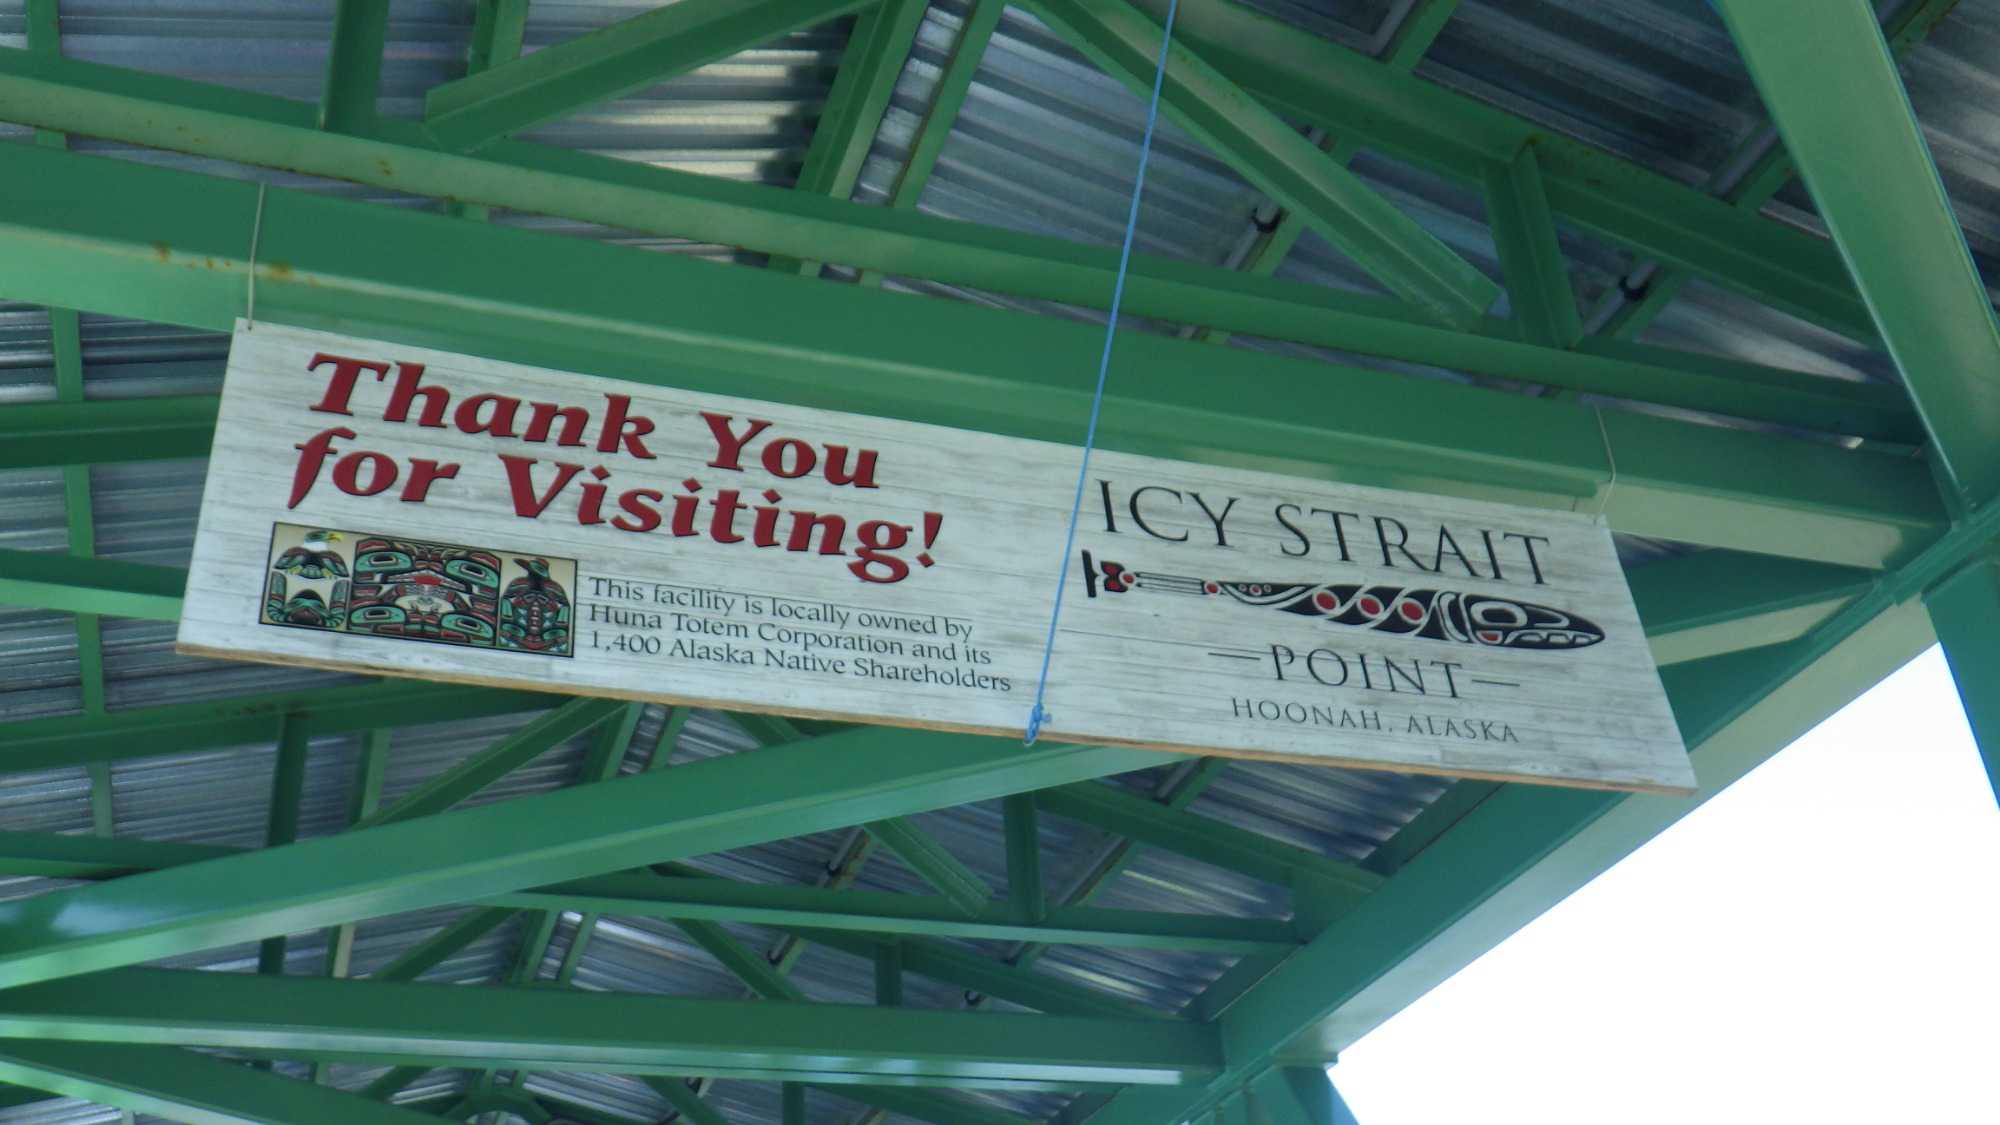 Thank You
for Visiting!
This facility is locally owned by
Huna Totem Corporation and its
1,400 Alaska Native Shareholders
ICY STRAIT
—POINT—
HOONAH, ALASKA